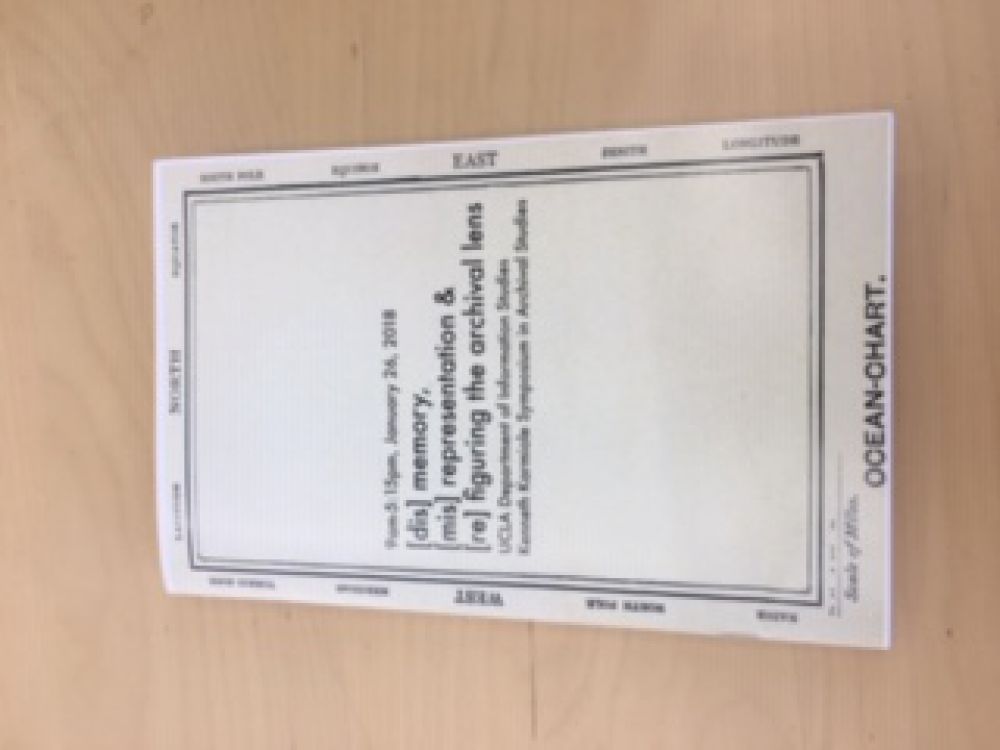 LATITUDE NORTH EQUATOR
SOUTH POLE
EQUINOX
EAST
ZENITH
LONGITUDE
9am-5:15pm, January 26, 2018
[dis] memory,
[mis] representation &
[re] figuring the archival lens
UCLA Department of Information Studies
Kenneth Karmiole Symposium in Archival Studies
TORRID ZONE
MERIDIAN
WEST
NORTH POLE
NADIR
Scale of Miles.
OCEAN-CHART.